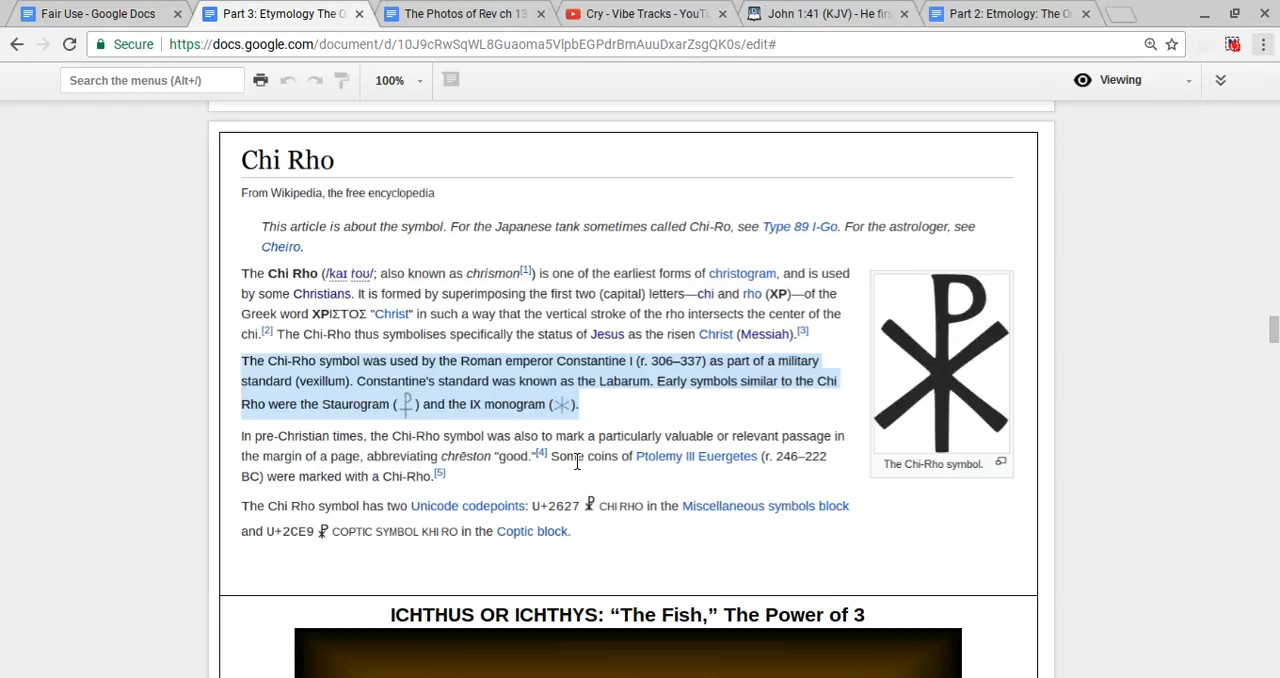 Fair Use - Google Docs
Part 3: Etymology The O
The Photos of Rev ch 13
Cry - Vibe Tracks - YouT
John 1:41 (KJV) - He firs
Part 2: Etmology: The O
Secure https://docs.google.com/document/d/10J9cRwSqWL8Guaoma5VlpbEGPdrBmAuuDxarZsgQK0s/edit#
Search the menus (Alt+/)
100%
Viewing
Chi Rho
From Wikipedia, the free encyclopedia
This article is about the symbol. For the Japanese tank sometimes called Chi-Ro, see Type 89 I-Go. For the astrologer, see
Cheiro.
The Chi Rho (/kaɪ ˈroʊ/; also known as chrismon[1]) is one of the earliest forms of christogram, and is used
by some Christians. It is formed by superimposing the first two (capital) letters—chi and rho (ΧΡ)—of the
Greek word ΧΡΙΣΤΟΣ "Christ" in such a way that the vertical stroke of the rho intersects the center of the
chi.[2] The Chi-Rho thus symbolises specifically the status of Jesus as the risen Christ (Messiah).[3]
The Chi-Rho symbol was used by the Roman emperor Constantine I (r. 306–337) as part of a military
standard (vexillum). Constantine's standard was known as the Labarum. Early symbols similar to the Chi
Rho were the Staurogram (⳨) and the IX monogram (
).
In pre-Christian times, the Chi-Rho symbol was also to mark a particularly valuable or relevant passage in
the margin of a page, abbreviating chrēston "good."[4] Some coins of Ptolemy III Euergetes (r. 246–222
BC) were marked with a Chi-Rho.[5]
The Chi Rho symbol has two Unicode codepoints: U+2627 ☧ CHI RHO in the Miscellaneous symbols block
and U+2CE9 ⳩ COPTIC SYMBOL KHI RO in the Coptic block.
The Chi-Rho symbol.
ICHTHUS OR ICHTHYS: “The Fish,” The Power of 3